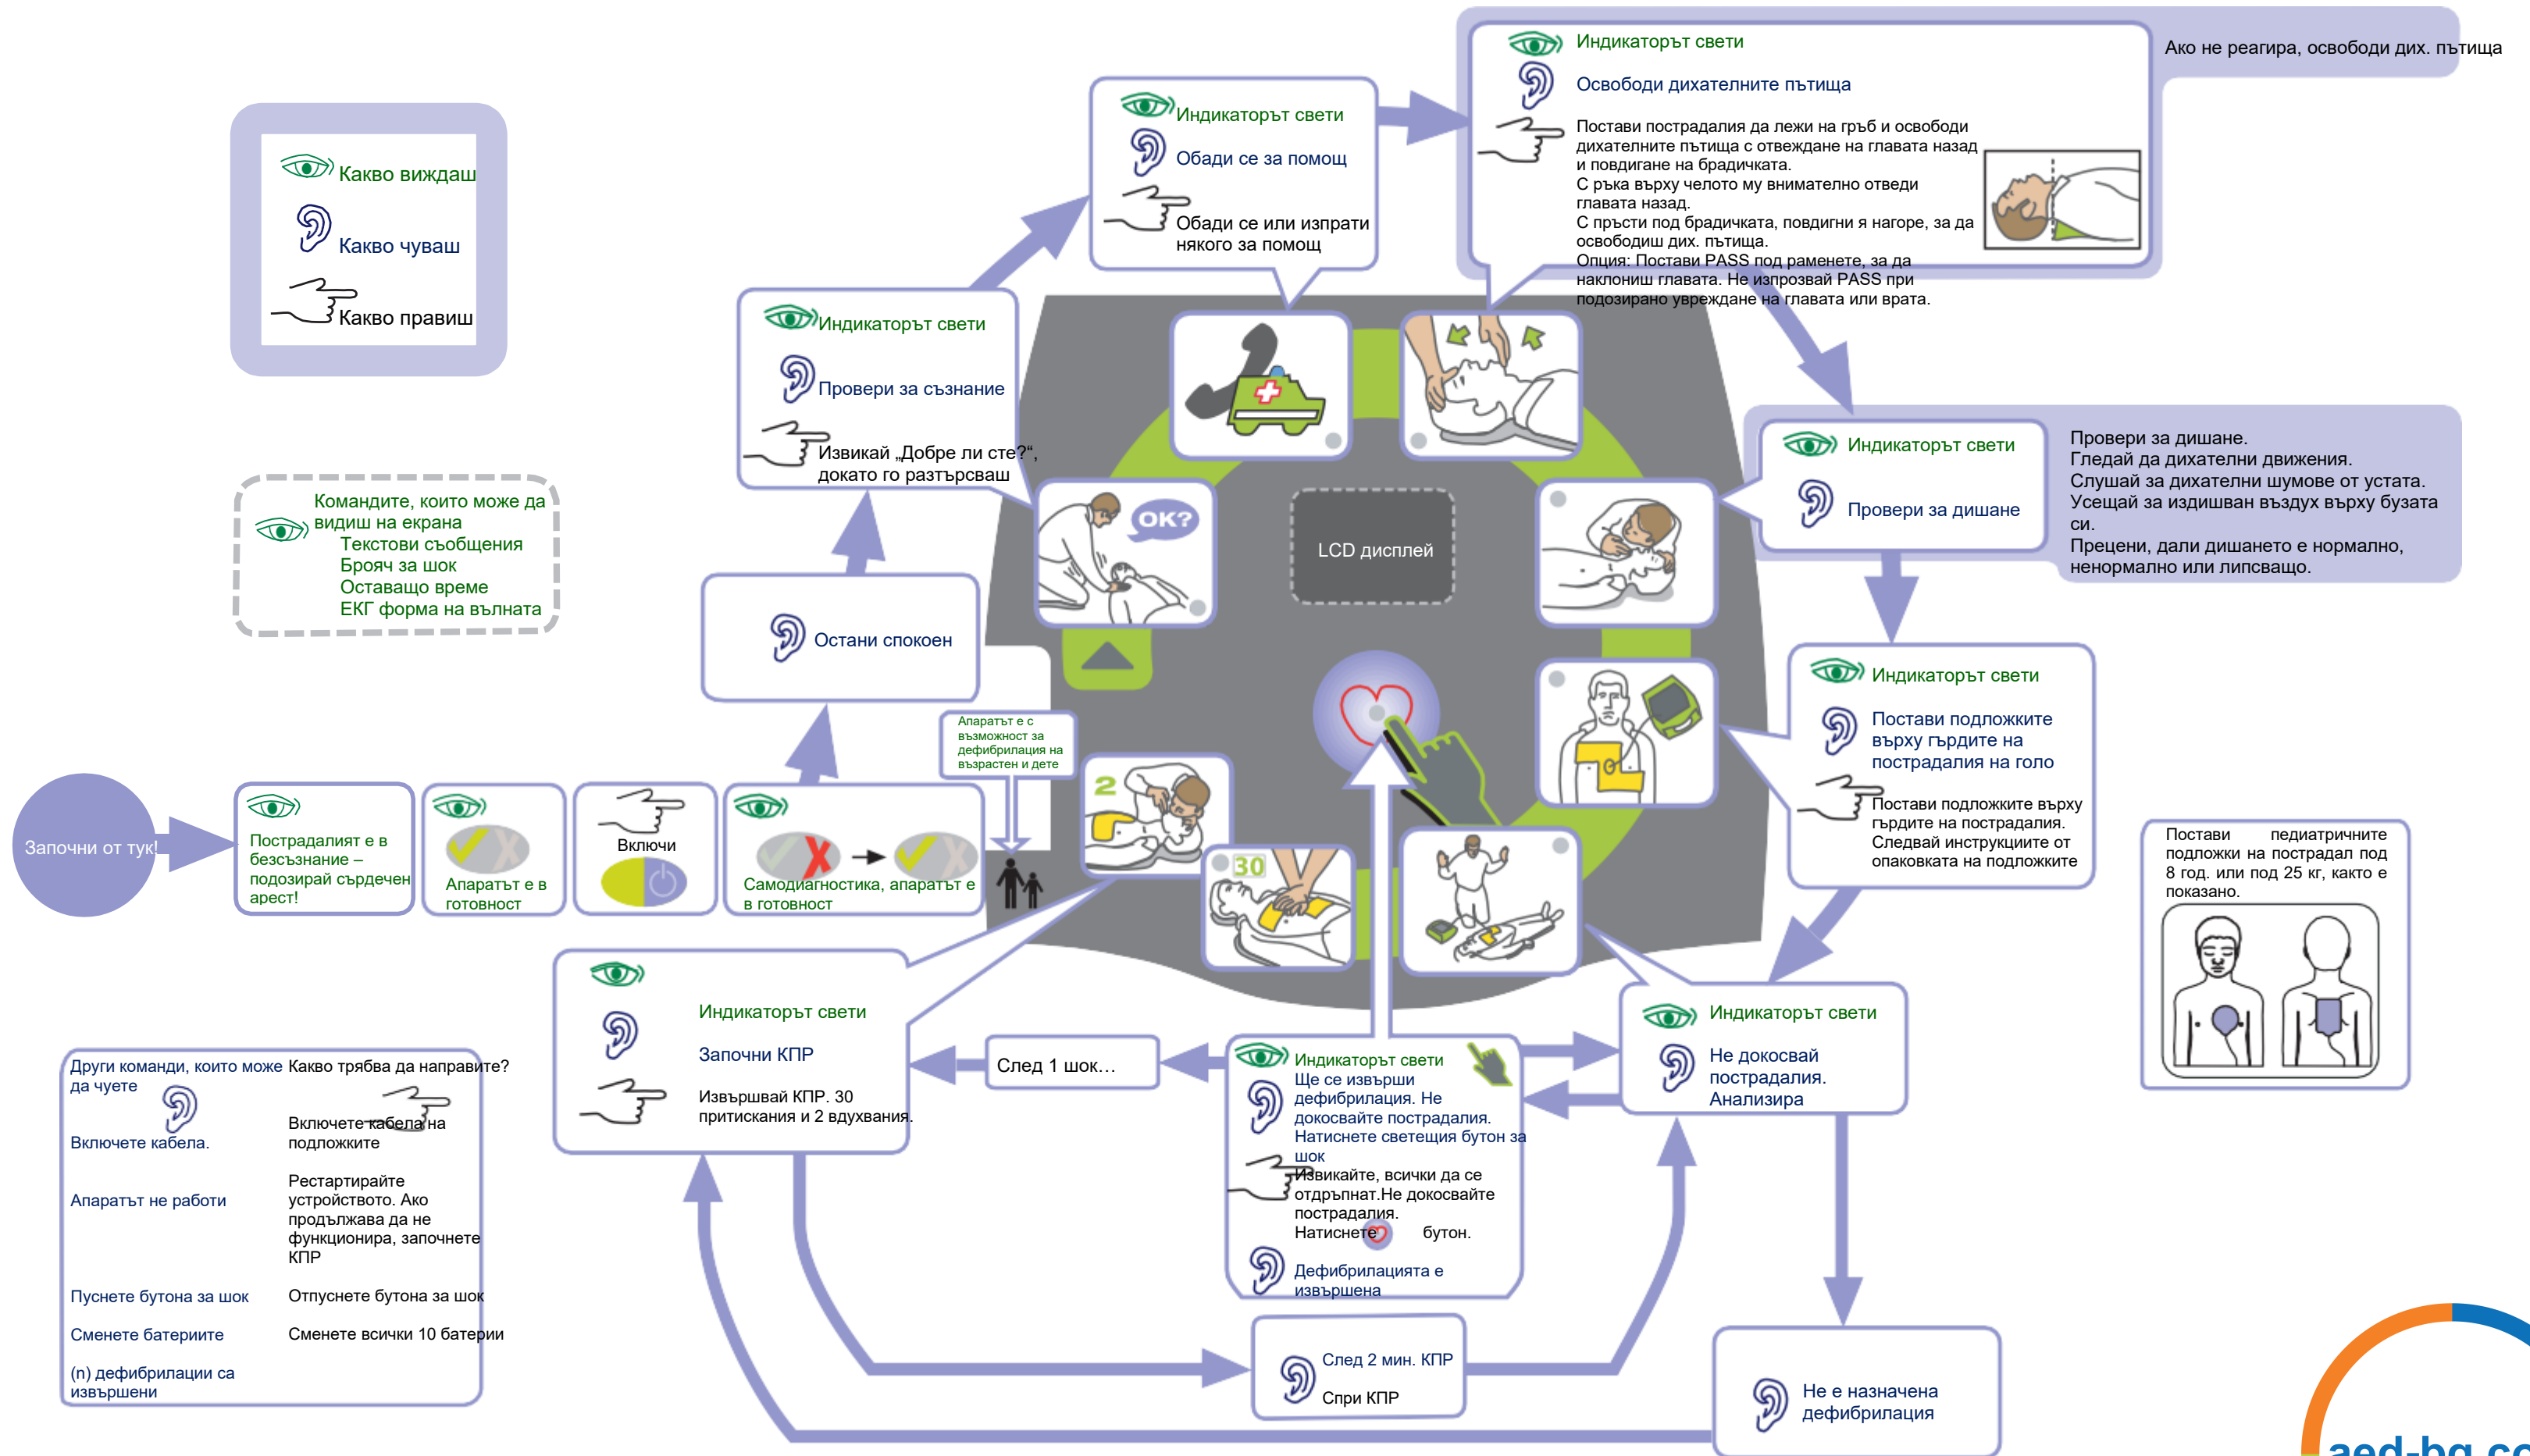 Какво виждаш
Какво чуваш
Какво правиш
Командите, които може да
видиш на екрана
Текстови съобщения
Брояч за шок
Оставащо време
ЕКГ форма на вълната
Започни от тук!
Пострадалият е в
безсъзнание –
подозирай сърдечен
арест!
Апаратът е в
готовност
Включи
Самодиагностика, апаратът е
в готовност
Апаратът е с
възможност за
дефибрилация на
възрастен и дете
Остани спокоен
Индикаторът свети
Провери за съзнание
Извикай „Добре ли сте?“,
докато го разтърсваш
Индикаторът свети
Обади се за помощ
Обади се или изпрати
някого за помощ
Индикаторът свети
Освободи дихателните пътища
Постави пострадалия да лежи на гръб и освободи
дихателните пътища с отвеждане на главата назад
и повдигане на брадичката.
С ръка върху челото му внимателно отведи
главата назад.
С пръсти под брадичката, повдигни я нагоре, за да
освободиш дих. пътища.
Опция: Постави PASS под раменете, за да
наклониш главата. Не изпрозвай PASS при
подозирано увреждане на главата или врата.
Ако не реагира, освободи дих. пътища
OK?
LCD дисплей
2
30
Индикаторът свети
Провери за дишане
Провери за дишане.
Гледай да дихателни движения.
Слушай за дихателни шумове от устата.
Усещай за издишван въздух върху бузата
си.
Прецени, дали дишането е нормално,
ненормално или липсващо.
Индикаторът свети
Постави подложките
върху гърдите на
пострадалия на голо
Постави подложките върху
гърдите на пострадалия.
Следвай инструкциите от
опаковката на подложките
Постави педиатричните
подложки на пострадал под
8 год. или под 25 кг, както е
показано.
Индикаторът свети
Не докосвай
пострадалия.
Анализира
Индикаторът свети
Ще се извърши
дефибрилация. Не
докосвайте пострадалия.
Натиснете светещия бутон за
шок
Извикайте, всички да се
отдръпнат.Не докосвайте
пострадалия.
Натиснете бутон.
Дефибрилацията е
извършена
След 1 шок…
Индикаторът свети
Започни КПР
Извършвай КПР. 30
притискания и 2 вдухвания.
След 2 мин. КПР
Спри КПР
Не е назначена
дефибрилация
Други команди, които може
да чуете
Какво трябва да направите?
Включете кабела.
Включете кабела на
подложките
Апаратът не работи
Рестартирайте
устройството. Ако
продължава да не
функционира, започнете
КПР
Пуснете бутона за шок
Отпуснете бутона за шок
Сменете батериите
Сменете всички 10 батерии
(n) дефибрилации са
извършени